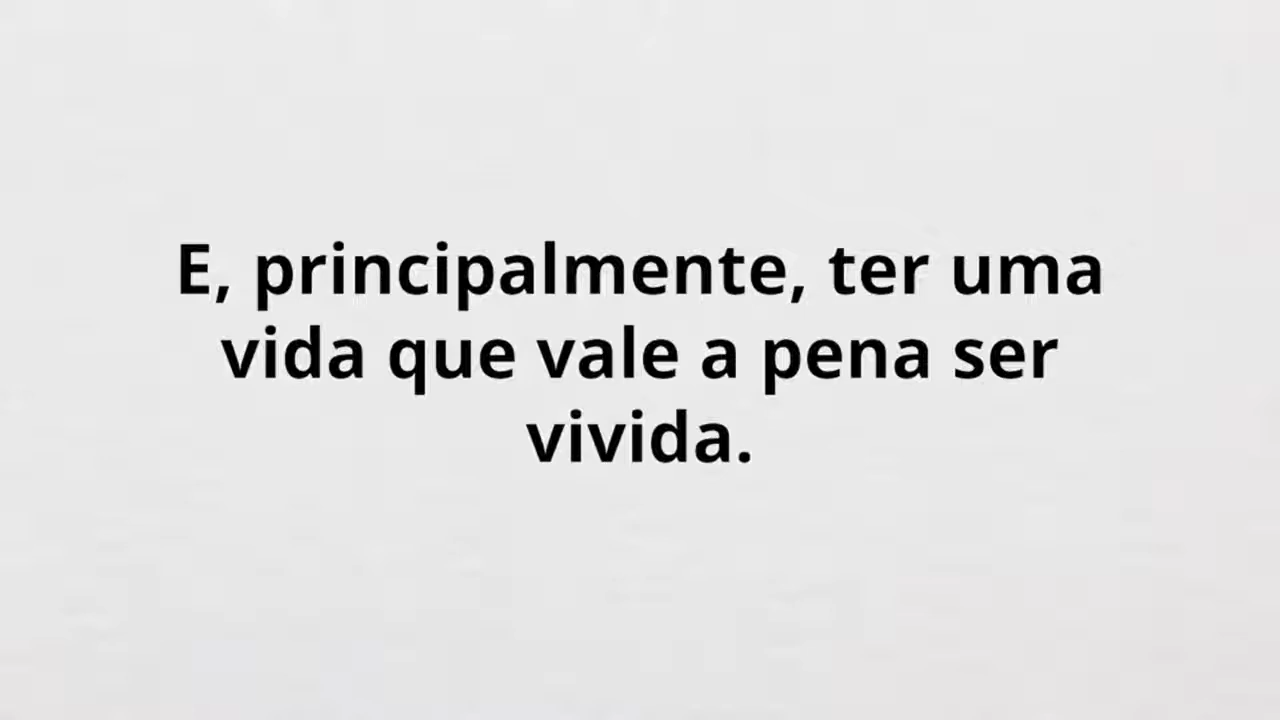 E, principalmente, ter uma
vida que vale a pena ser
vivida.